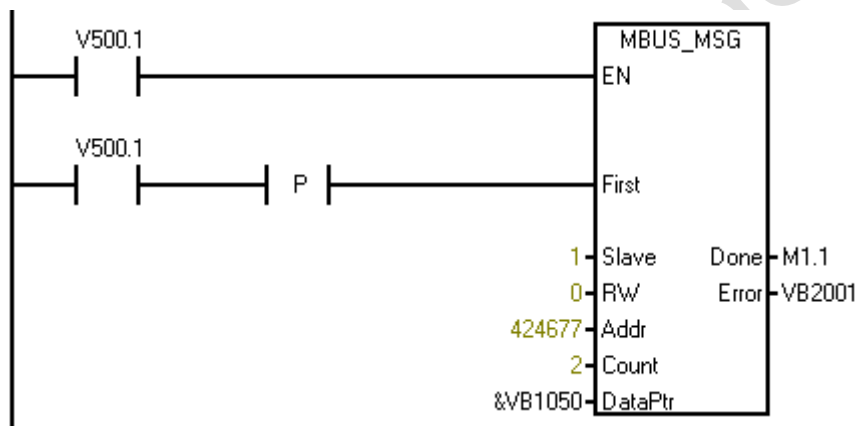 V500.1
MBUS_MSG
EN
V500.1
P
First
1 Slave Done M1.1
0 RW Error VB2001
424677 Addr
2 Count
&VB1050 DataPtr